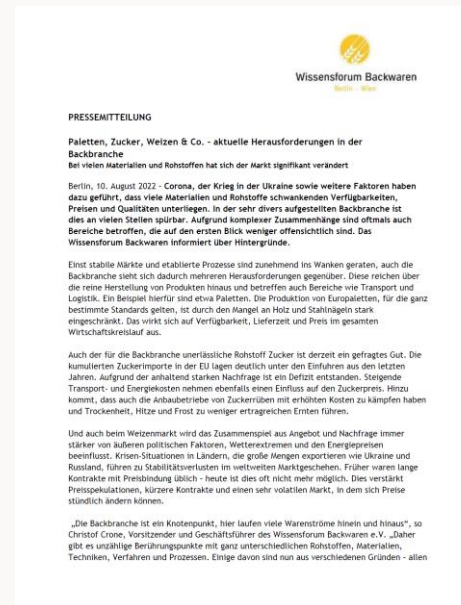 Wissensforum Backwaren
Berlin - Wien
PRESSEMITTEILUNG
Paletten, Zucker, Weizen & Co. - aktuelle Herausforderungen in der
Backbranche
Bei vielen Materialien und Rohstoffen hat sich der Markt signifikant verändert
Berlin, 10. August 2022 - Corona, der Krieg in der Ukraine sowie weitere Faktoren haben
dazu geführt, dass viele Materialien und Rohstoffe schwankenden Verfügbarkeiten,
Preisen und Qualitäten unterliegen. In der sehr divers aufgestellten Backbranche ist
dies an vielen Stellen spürbar. Aufgrund komplexer Zusammenhänge sind oftmals auch
Bereiche betroffen, die auf den ersten Blick weniger offensichtlich sind. Das
Wissensforum Backwaren informiert über Hintergründe.
Einst stabile Märkte und etablierte Prozesse sind zunehmend ins Wanken geraten, auch die
Backbranche sieht sich dadurch mehreren Herausforderungen gegenüber. Diese reichen über
die reine Herstellung von Produkten hinaus und betreffen auch Bereiche wie Transport und
Logistik. Ein Beispiel hierfür sind etwa Paletten. Die Produktion von Europaletten, für die ganz
bestimmte Standards gelten, ist durch den Mangel an Holz und Stahlnägeln stark
eingeschränkt. Das wirkt sich auf Verfügbarkeit, Lieferzeit und Preis im gesamten
Wirtschaftskreislauf aus.
Auch der für die Backbranche unerlässliche Rohstoff Zucker ist derzeit ein gefragtes Gut. Die
kumulierten Zuckerimporte in der EU lagen deutlich unter den Einfuhren aus den letzten
Jahren. Aufgrund der anhaltend starken Nachfrage ist ein Defizit entstanden. Steigende
Transport- und Energiekosten nehmen ebenfalls einen Einfluss auf den Zuckerpreis. Hinzu
kommt, dass auch die Anbaubetriebe von Zuckerrüben mit erhöhten Kosten zu kämpfen haben
und Trockenheit, Hitze und Frost zu weniger ertragreichen Ernten führen.
Und auch beim Weizenmarkt wird das Zusammenspiel aus Angebot und Nachfrage immer
stärker von äußeren politischen Faktoren, Wetterextremen und den Energiepreisen
beeinflusst. Krisen-Situationen in Ländern, die große Mengen exportieren wie Ukraine und
Russland, führen zu Stabilitätsverlusten im weltweiten Marktgeschehen. Früher waren lange
Kontrakte mit Preisbindung üblich - heute ist dies oft nicht mehr möglich. Dies verstärkt
Preisspekulationen, kürzere Kontrakte und einen sehr volatilen Markt, in dem sich Preise
stündlich ändern können.
„Die Backbranche ist ein Knotenpunkt, hier laufen viele Warenströme hinein und hinaus“, so
Christof Crone, Vorsitzender und Geschäftsführer des Wissensforum Backwaren e.V. „Daher
gibt es unzählige Berührungspunkte mit ganz unterschiedlichen Rohstoffen, Materialien,
Techniken, Verfahren und Prozessen. Einige davon sind nun aus verschiedenen Gründen - allen